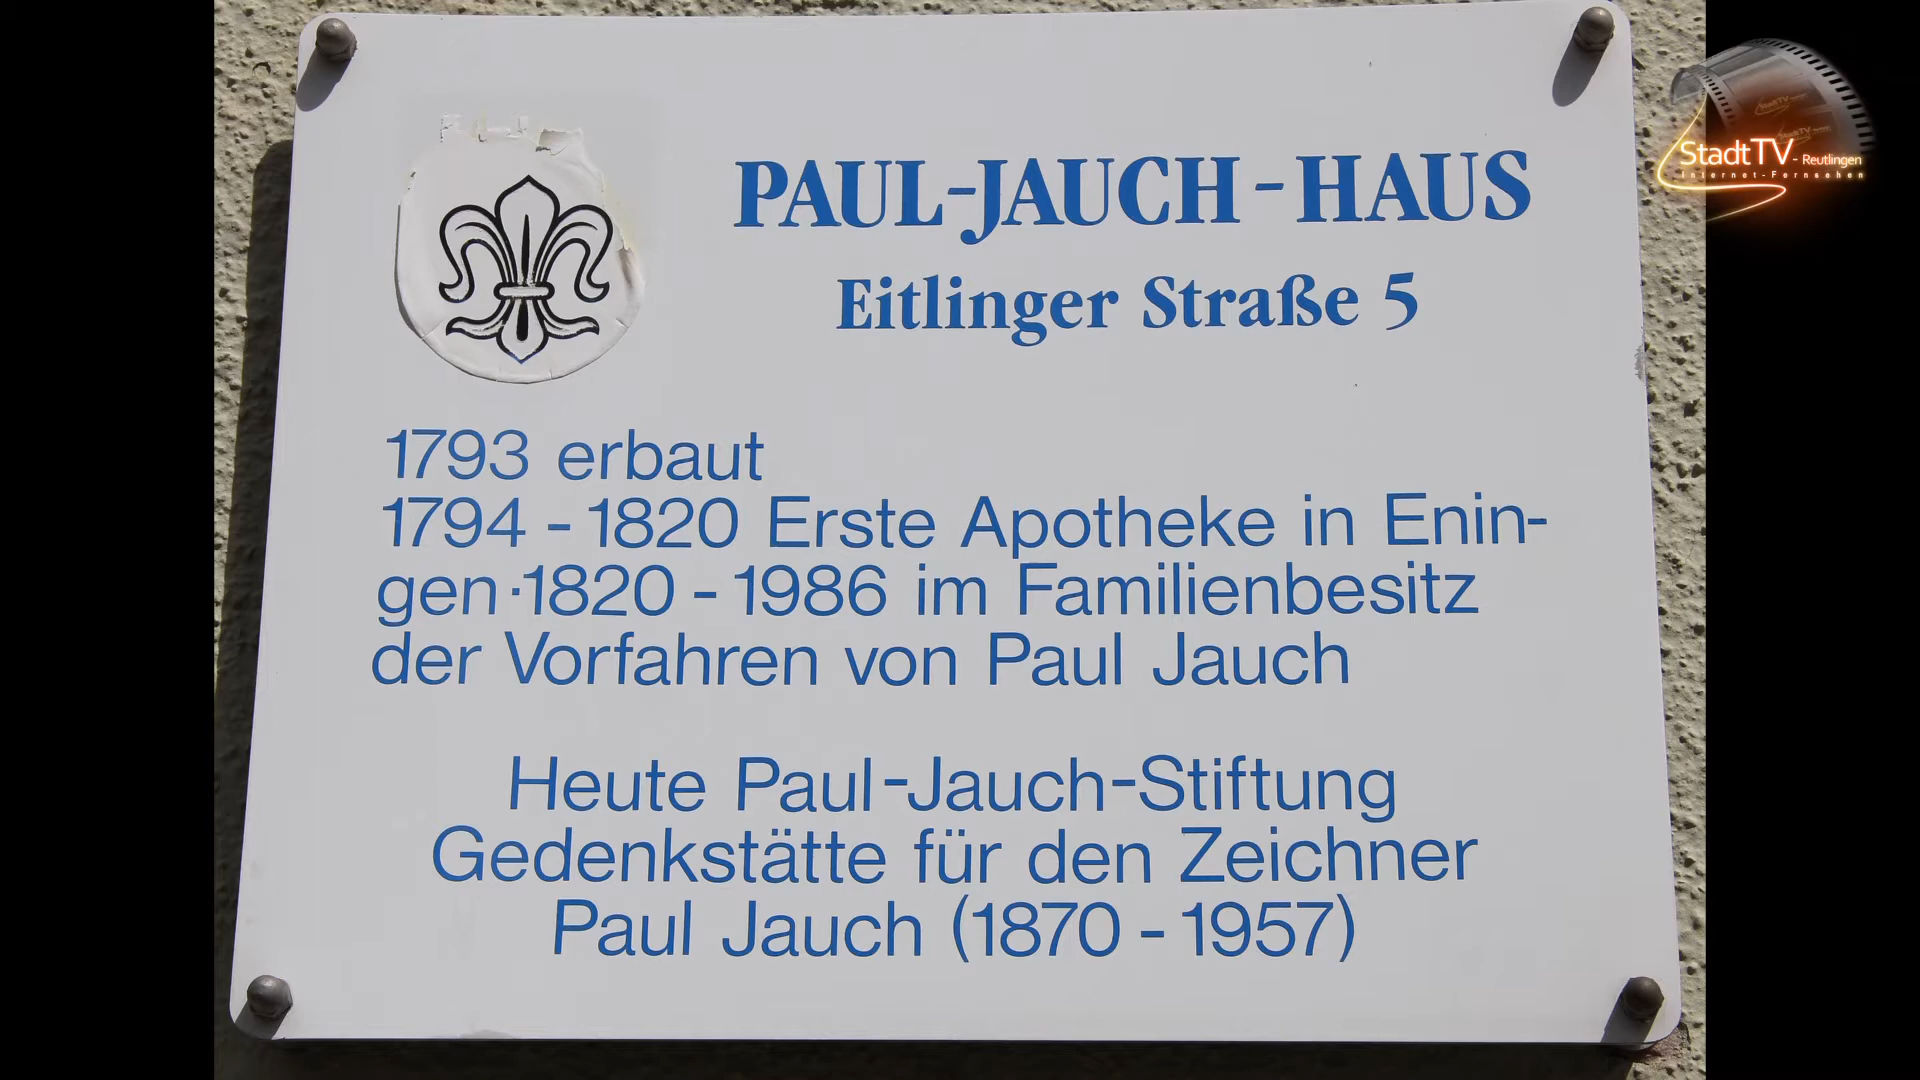 PAUL-JAUCH-HAUS
Eitlinger Straße 5
1793 erbaut
1794 - 1820 Erste Apotheke in Enin-
gen · 1820 - 1986 im Familienbesitz
der Vorfahren von Paul Jauch
Heute Paul-Jauch-Stiftung
Gedenkstätte für den Zeichner
Paul Jauch (1870 - 1957)
StadtTV - Reutlingen
Internet-Fernsehen